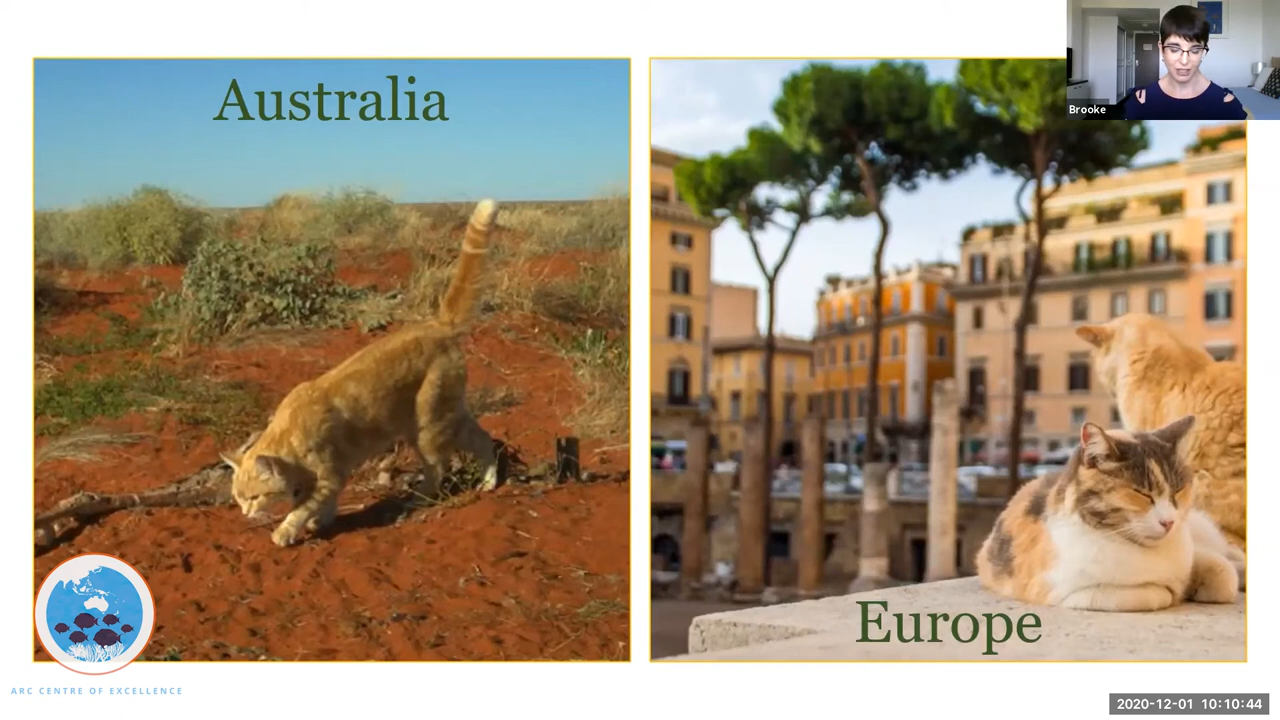 Australia
Brooke
Europe
ARC CENTRE OF EXCELLENCE
2020-12-01 10:10:44